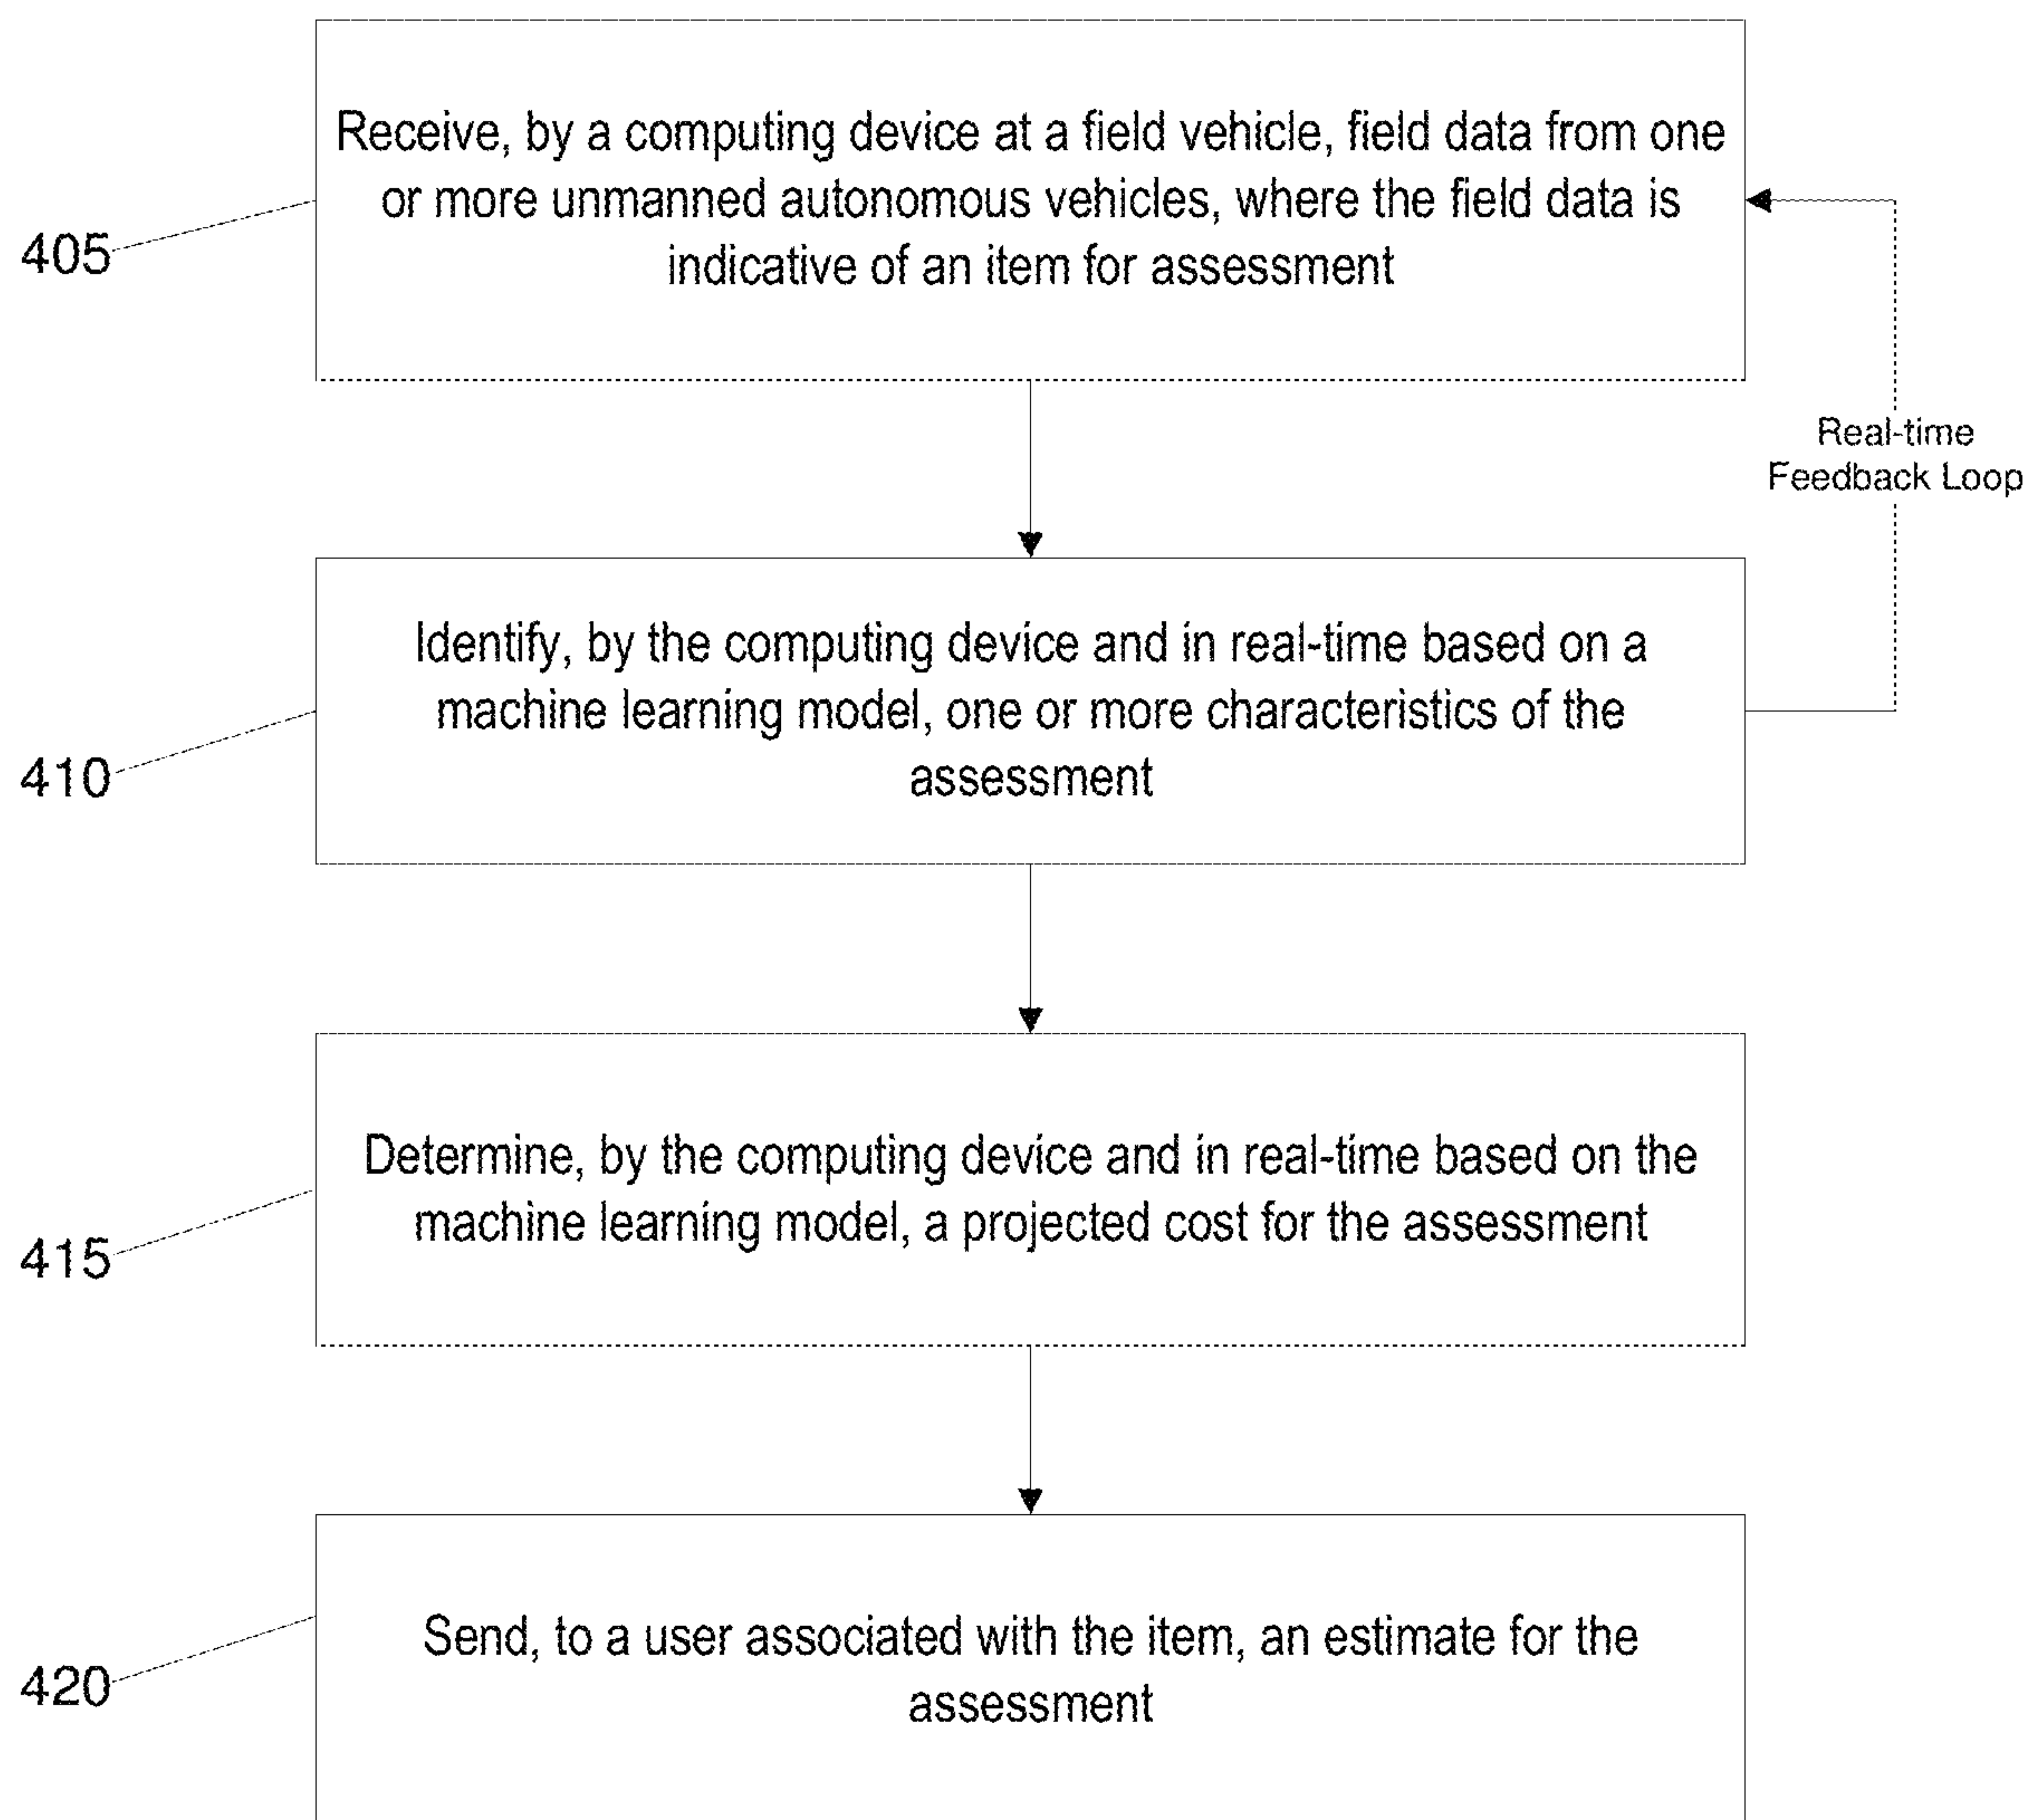 Receive, by a computing device at a field vehicle, field data from one
or more unmanned autonomous vehicles, where the field data is
indicative of an item for assessment
405
Real-time
Feedback Loop
Identify, by the computing device and in real-time based on a
machine learning model, one or more characteristics of the
assessment
410
Determine, by the computing device and in real-time based on the
machine learning model, a projected cost for the assessment
415
Send, to a user associated with the item, an estimate for the
assessment
420